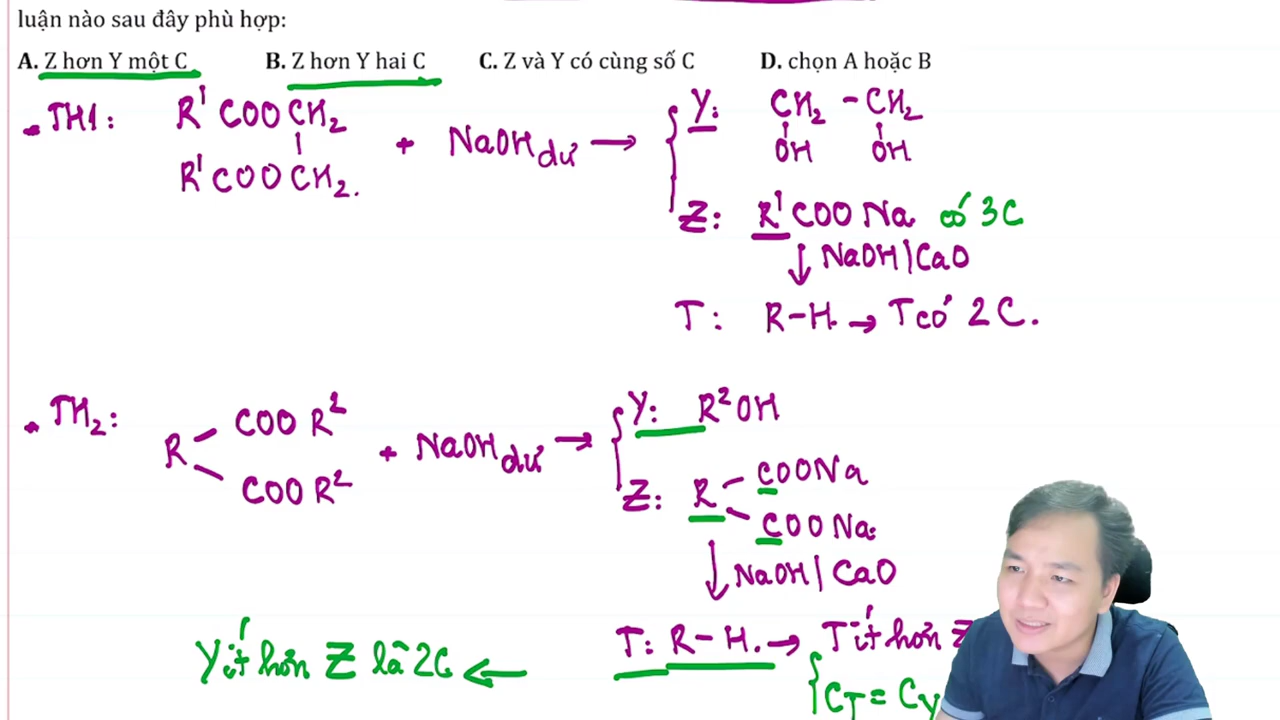 luận nào sau đây phù hợp:
A. Z hơn Y một C B. Z hơn Y hai C C. Z và Y có cùng số C D. chọn A hoặc B
TH1: R¹COOCH₂ Y: CH₂ - CH₂
+ NaOH dư → OH OH
R¹COOCH₂.
Z: R¹COONa có 3C
↓ NaOH/CaO
T: R-H. → T có 2C.
TH₂: COOR² Y: R²OH
R + NaOH dư →
COOR² Z: R COONa
COONa
↓ NaOH/CaO
T: R-H. → T ít hơn Z
Y ít hơn Z là 2C ←
C_T = C_Y